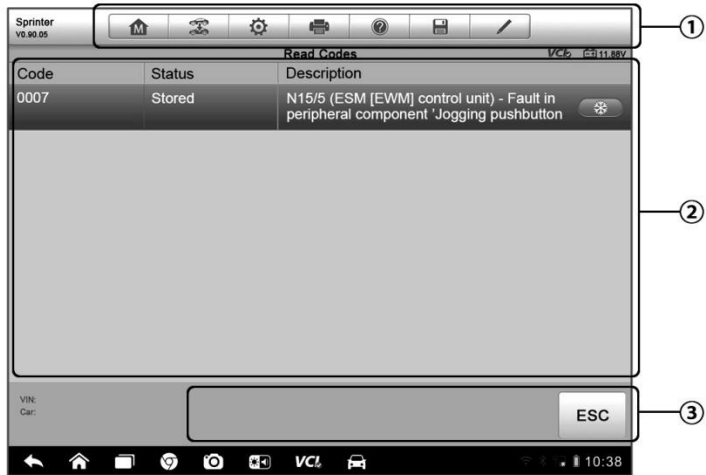 Sprinter
V0.90.05
M
①
Read Codes
VCI
11.88V
Code Status Description
0007 Stored N15/5 (ESM [EWM] control unit) - Fault in
peripheral component 'Jogging pushbutton
②
VIN:
Car:
ESC
③
VCI
10:38